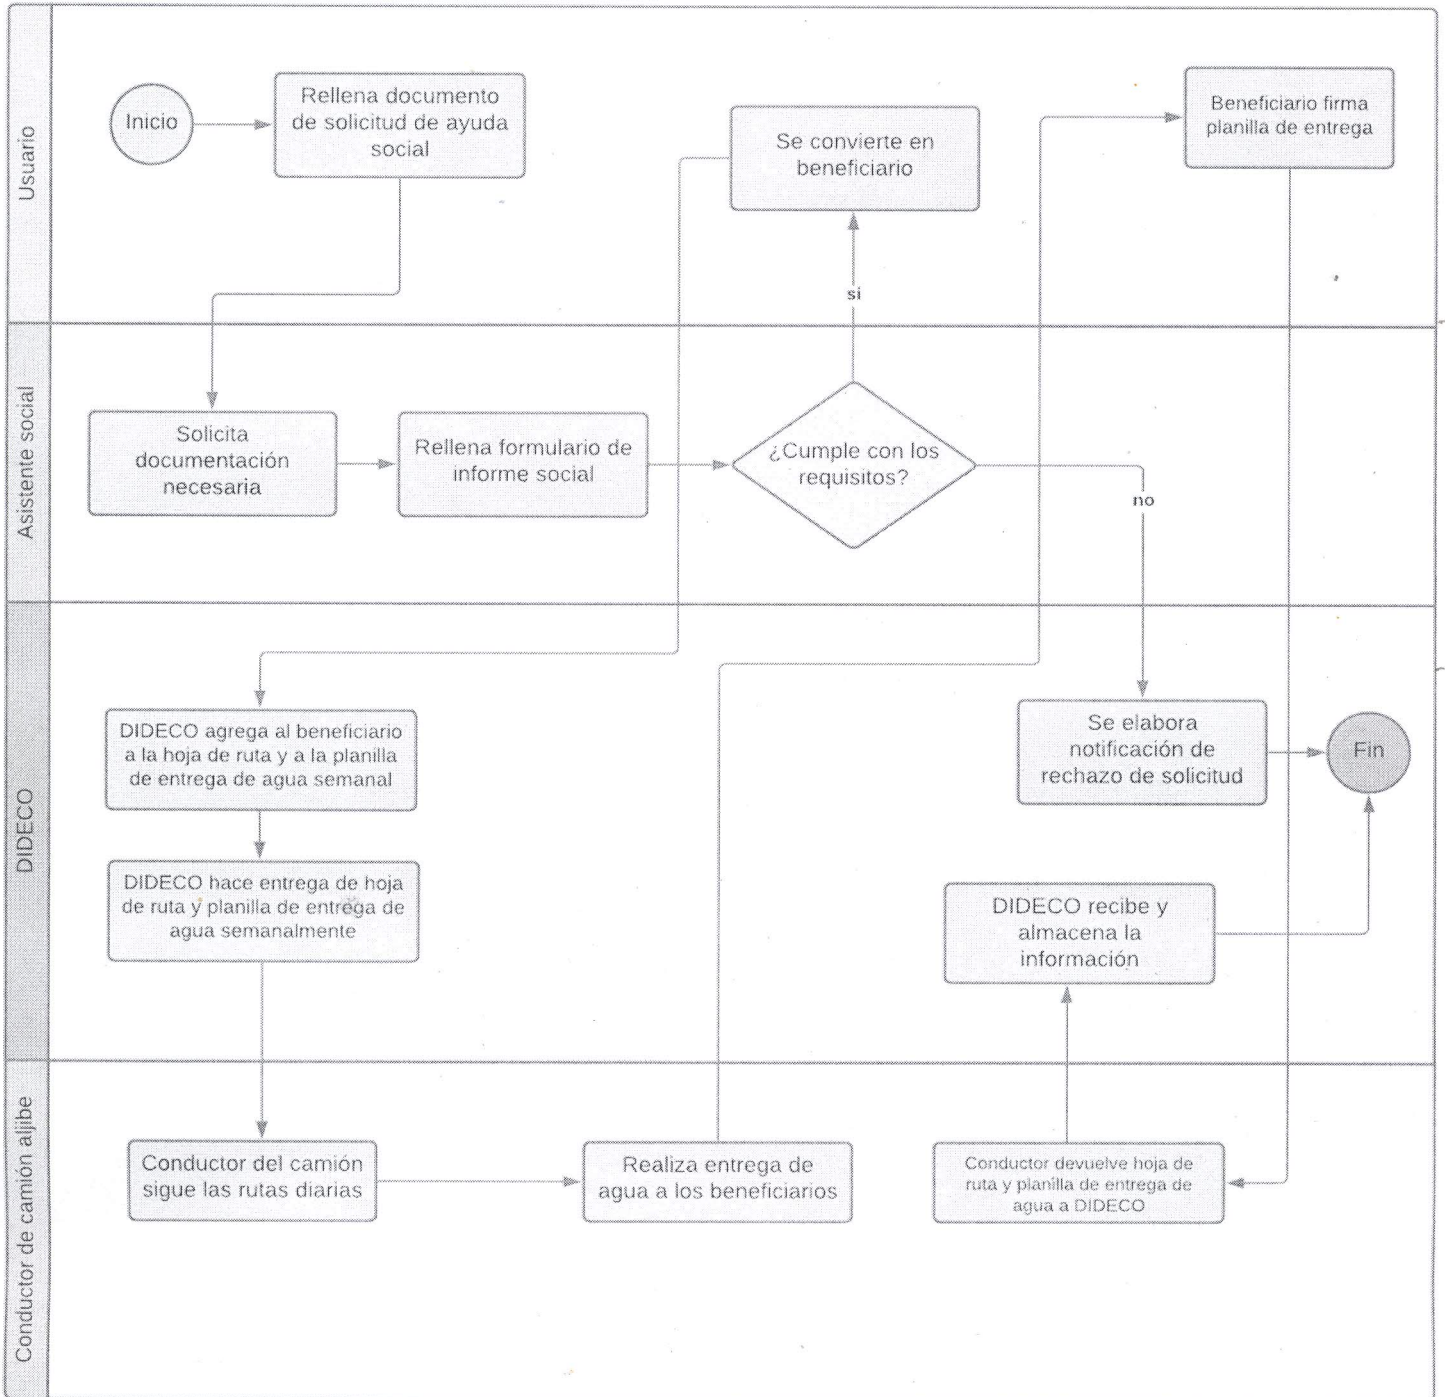 Usuario
Inicio
Rellena documento
de solicitud de ayuda
social
Se convierte en
beneficiario
Beneficiario firma
planilla de entrega
si
Asistente social
Solicita
documentación
necesaria
Rellena formulario de
informe social
¿Cumple con los
requisitos?
no
DIDECO
DIDECO agrega al beneficiario
a la hoja de ruta y a la planilla
de entrega de agua semanal
Se elabora
notificación de
rechazo de solicitud
Fin
DIDECO hace entrega de hoja
de ruta y planilla de entrega de
agua semanalmente
DIDECO recibe y
almacena la
información
Conductor de camión aljibe
Conductor del camión
sigue las rutas diarias
Realiza entrega de
agua a los beneficiarios
Conductor devuelve hoja de
ruta y planilla de entrega de
agua a DIDECO